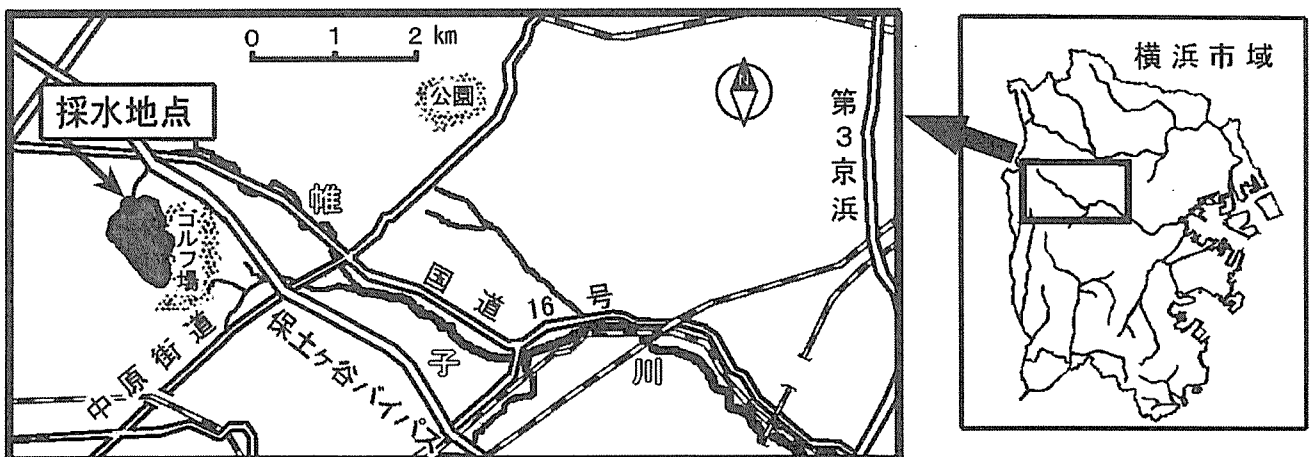 0 1 2 km
公園
N
採水地点
第3京浜
帷子川
ゴルフ場
国道16号
保土ヶ谷バイパス
中原街道
横浜市域